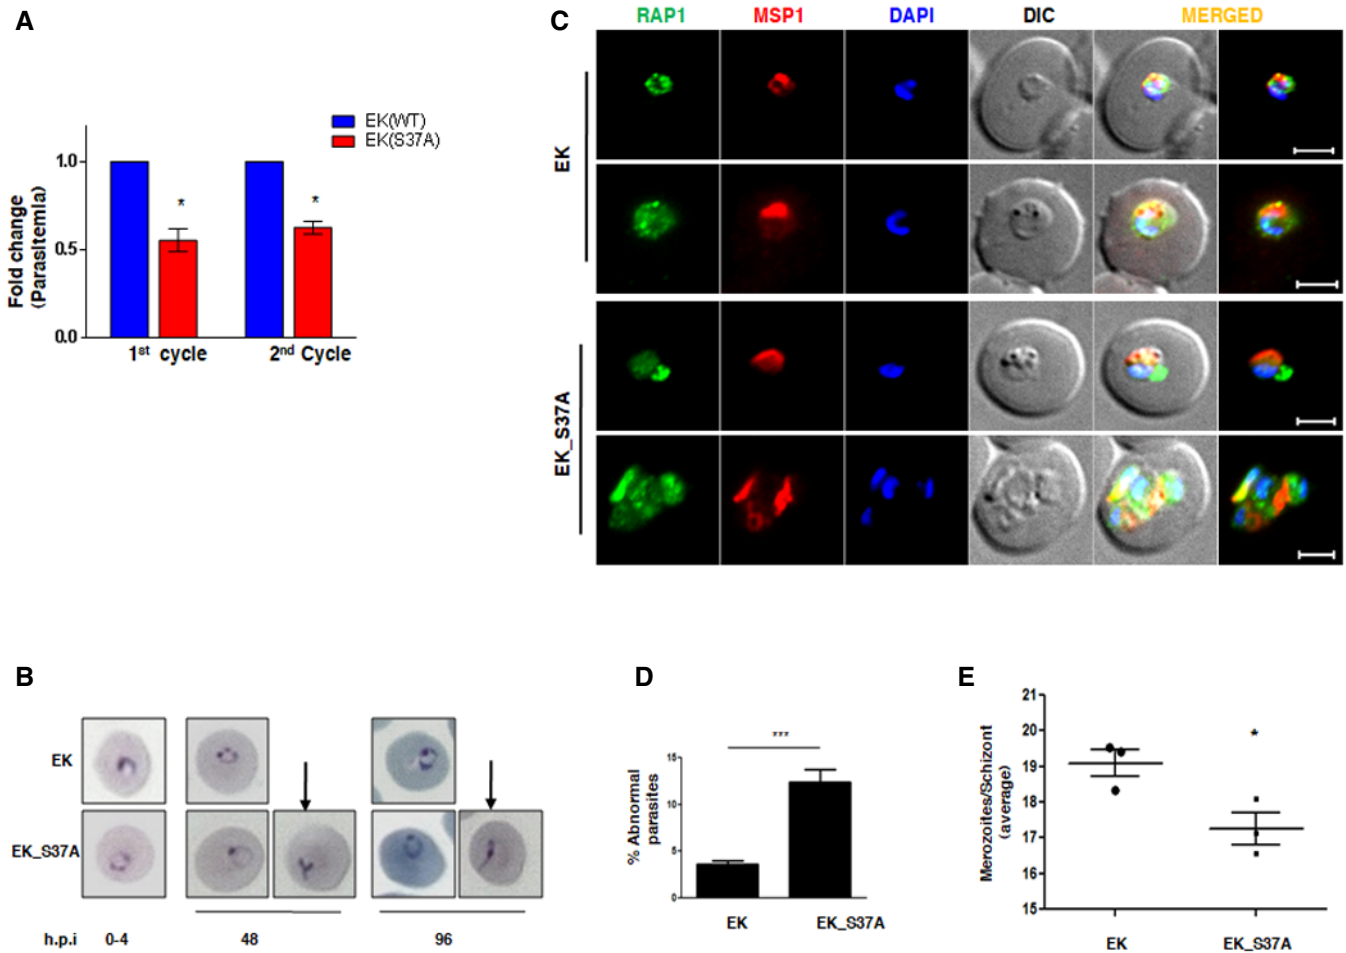 A
EK(WT)
EK(S37A)
Fold change
(Parasitemia)
1.0
0.5
0.0
* *
1st cycle 2nd Cycle
C
RAP1 MSP1 DAPI DIC MERGED
EK
EK_S37A
B
EK
EK_S37A
h.p.i 0-4 48 96
D
% Abnormal
parasites
***
15
10
5
0
EK EK_S37A
E
Merozoites/Schizont
(average)
21
20
19
18
17
16
15
*
EK EK_S37A